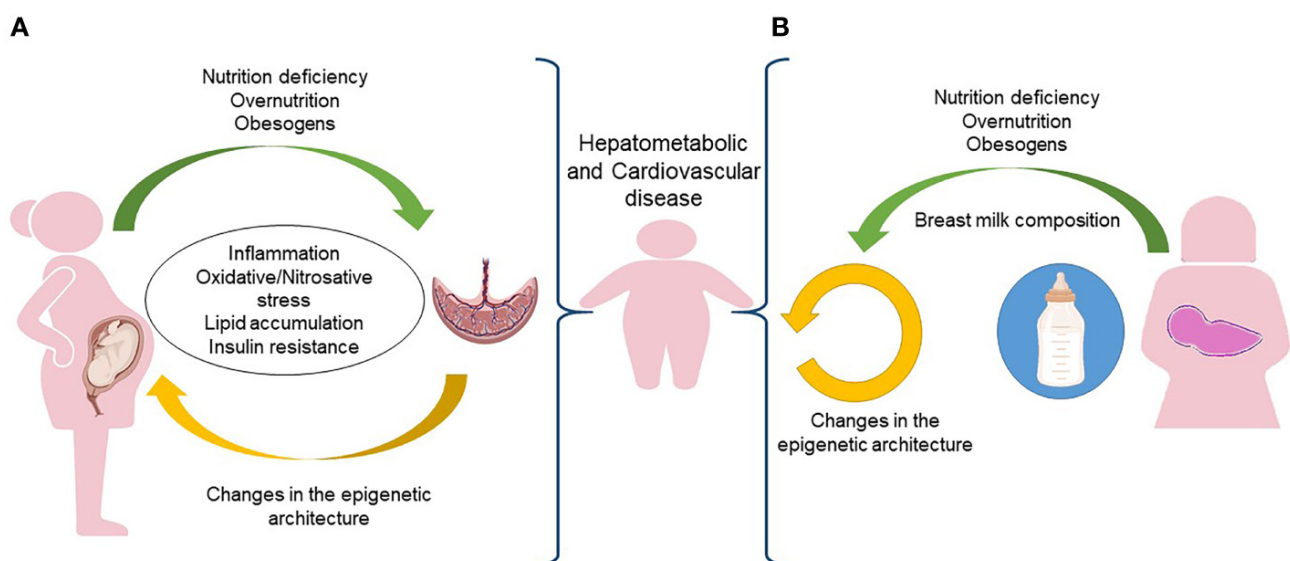 A
Nutrition deficiency
Overnutrition
Obesogens
Inflammation
Oxidative/Nitrosative
stress
Lipid accumulation
Insulin resistance
Changes in the epigenetic
architecture
Hepatometabolic
and Cardiovascular
disease
B
Nutrition deficiency
Overnutrition
Obesogens
Breast milk composition
Changes in the
epigenetic architecture